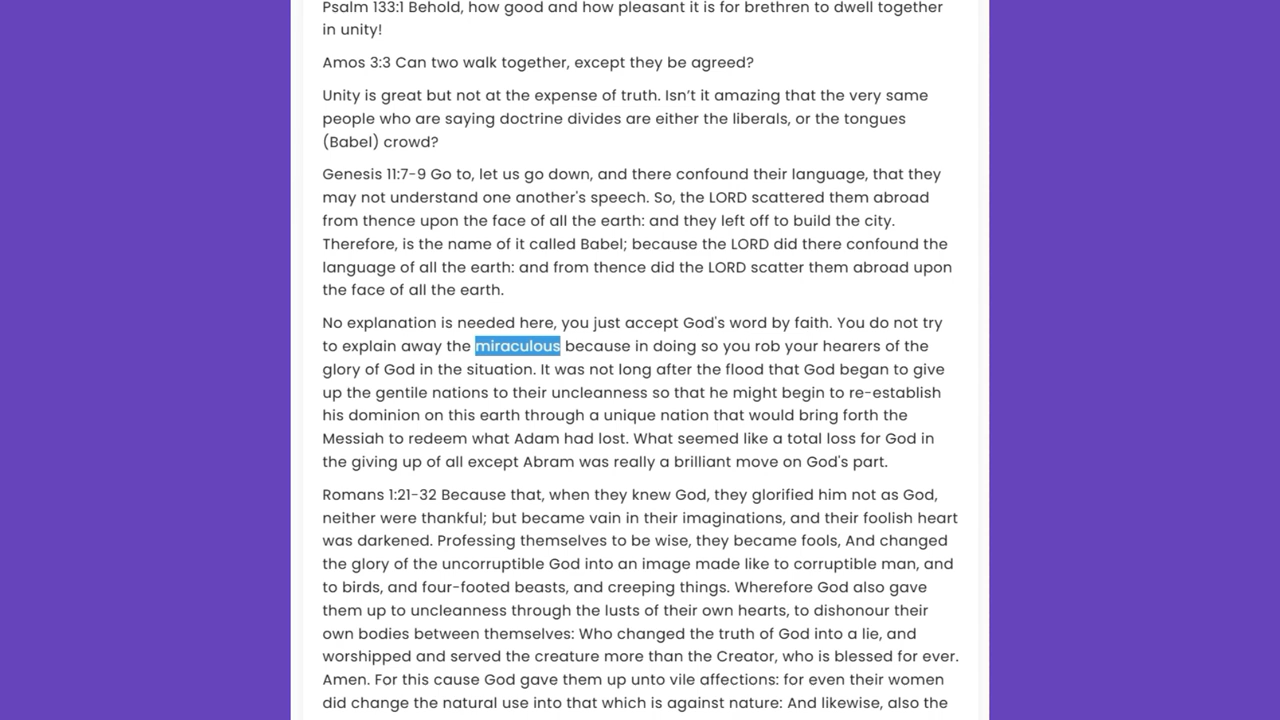 Psalm 133:1 Behold, how good and how pleasant it is for brethren to dwell together
in unity!
Amos 3:3 Can two walk together, except they be agreed?
Unity is great but not at the expense of truth. Isn’t it amazing that the very same
people who are saying doctrine divides are either the liberals, or the tongues
(Babel) crowd?
Genesis 11:7-9 Go to, let us go down, and there confound their language, that they
may not understand one another's speech. So, the LORD scattered them abroad
from thence upon the face of all the earth: and they left off to build the city.
Therefore, is the name of it called Babel; because the LORD did there confound the
language of all the earth: and from thence did the LORD scatter them abroad upon
the face of all the earth.
No explanation is needed here, you just accept God's word by faith. You do not try
to explain away the miraculous because in doing so you rob your hearers of the
glory of God in the situation. It was not long after the flood that God began to give
up the gentile nations to their uncleanness so that he might begin to re-establish
his dominion on this earth through a unique nation that would bring forth the
Messiah to redeem what Adam had lost. What seemed like a total loss for God in
the giving up of all except Abram was really a brilliant move on God's part.
Romans 1:21-32 Because that, when they knew God, they glorified him not as God,
neither were thankful; but became vain in their imaginations, and their foolish heart
was darkened. Professing themselves to be wise, they became fools, And changed
the glory of the uncorruptible God into an image made like to corruptible man, and
to birds, and four-footed beasts, and creeping things. Wherefore God also gave
them up to uncleanness through the lusts of their own hearts, to dishonour their
own bodies between themselves: Who changed the truth of God into a lie, and
worshipped and served the creature more than the Creator, who is blessed for ever.
Amen. For this cause God gave them up unto vile affections: for even their women
did change the natural use into that which is against nature: And likewise, also the